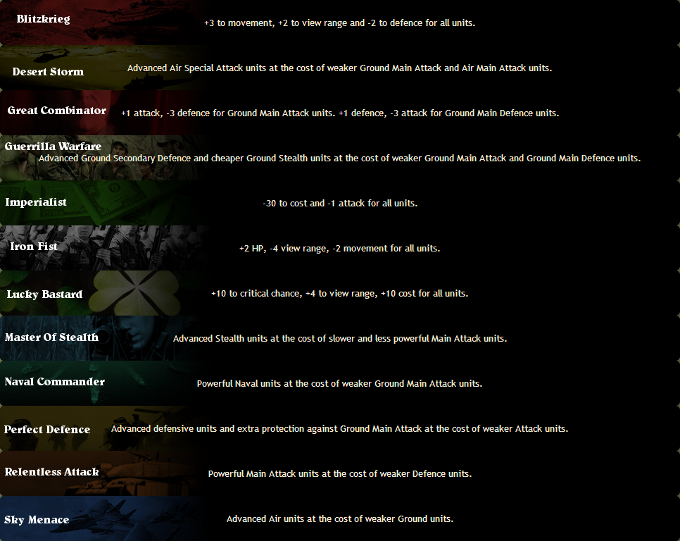 Blitzkrieg
+3 to movement, +2 to view range and -2 to defence for all units.
Desert Storm
Advanced Air Special Attack units at the cost of weaker Ground Main Attack and Air Main Attack units.
Great Combinator
+1 attack, -3 defence for Ground Main Attack units. +1 defence, -3 attack for Ground Main Defence units.
Guerrilla Warfare
Advanced Ground Secondary Defence and cheaper Ground Stealth units at the cost of weaker Ground Main Attack and Ground Main Defence units.
Imperialist
-30 to cost and -1 attack for all units.
Iron Fist
+2 HP, -4 view range, -2 movement for all units.
Lucky Bastard
+10 to critical chance, +4 to view range, +10 cost for all units.
Master Of Stealth
Advanced Stealth units at the cost of slower and less powerful Main Attack units.
Naval Commander
Powerful Naval units at the cost of weaker Ground Main Attack units.
Perfect Defence
Advanced defensive units and extra protection against Ground Main Attack at the cost of weaker Attack units.
Relentless Attack
Powerful Main Attack units at the cost of weaker Defence units.
Sky Menace
Advanced Air units at the cost of weaker Ground units.